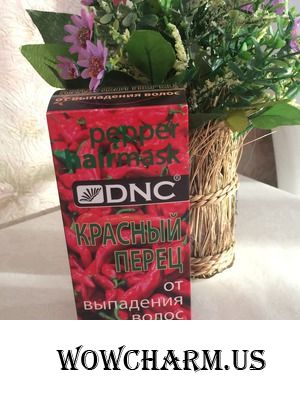 от выпадения волос
pepper
hairmask
DNC®
КРАСНЫЙ
ПЕРЕЦ
от
выпадения
волос
WOWCHARM.US